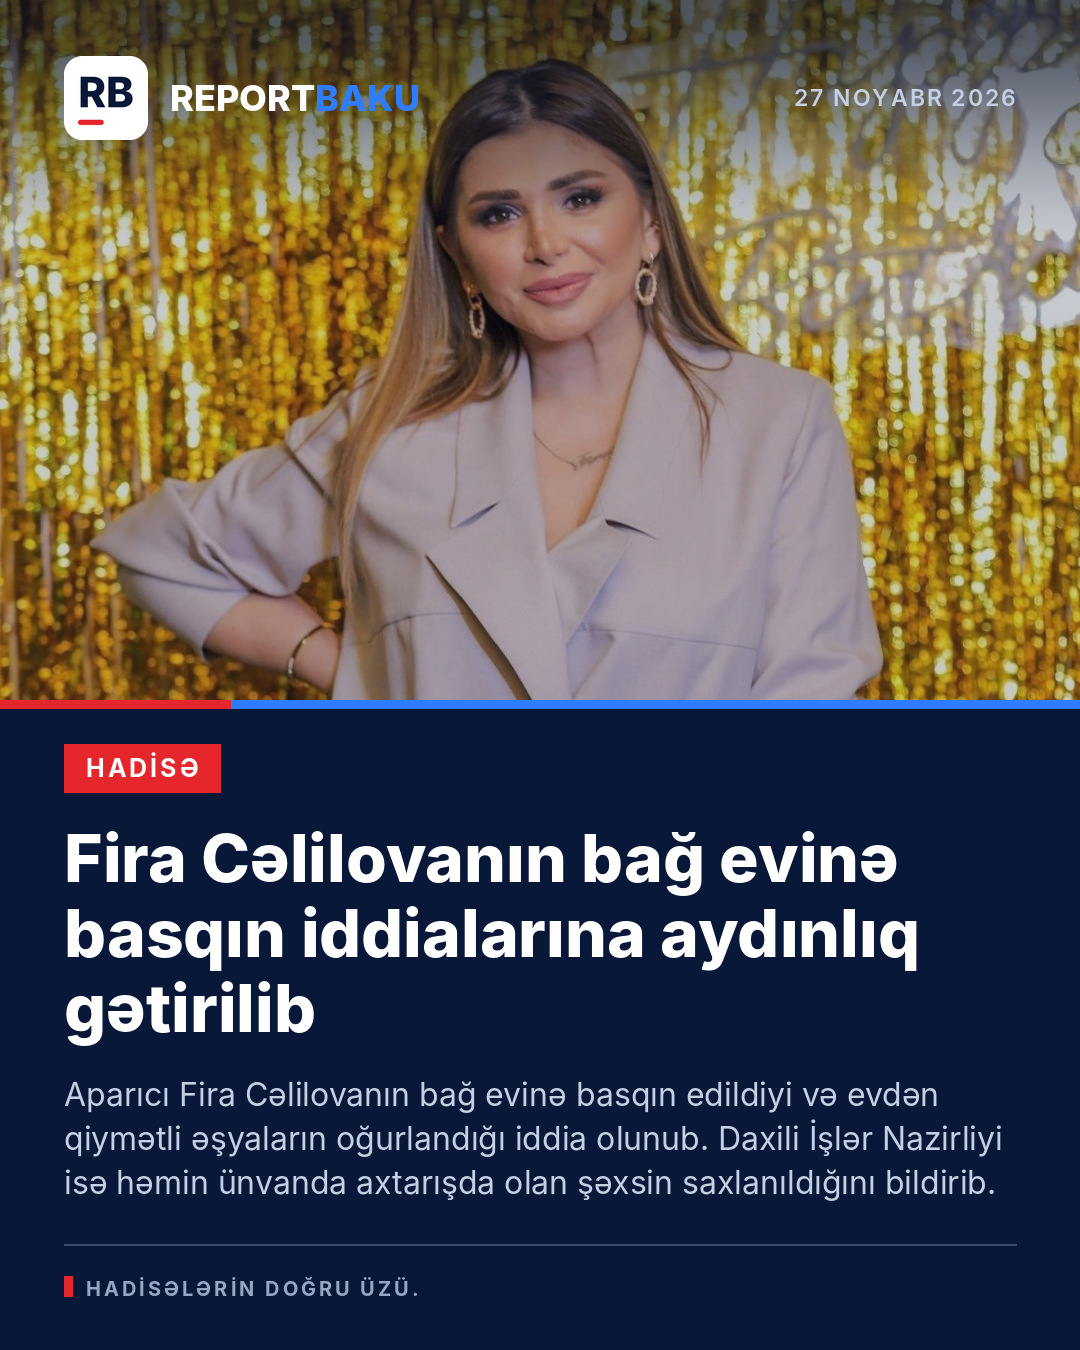 RB
REPORTBAKU
27 NOYABR 2026
HADİSƏ
Fira Cəlilovanın bağ evinə
basqın iddialarına aydınlıq
gətirilib
Aparıcı Fira Cəlilovanın bağ evinə basqın edildiyi və evdən
qiymətli əşyaların oğurlandığı iddia olunub. Daxili İşlər Nazirliyi
isə həmin ünvanda axtarışda olan şəxsin saxlanıldığını bildirib.
HADİSƏLƏRİN DOĞRU ÜZÜ.